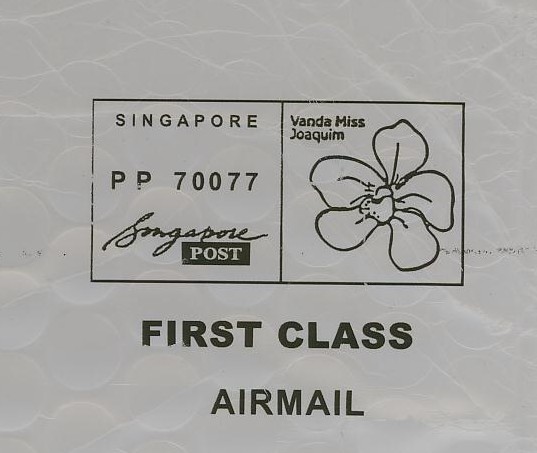 SINGAPORE
PP 70077
Singapore
POST
Vanda Miss
Joaquim
FIRST CLASS
AIRMAIL